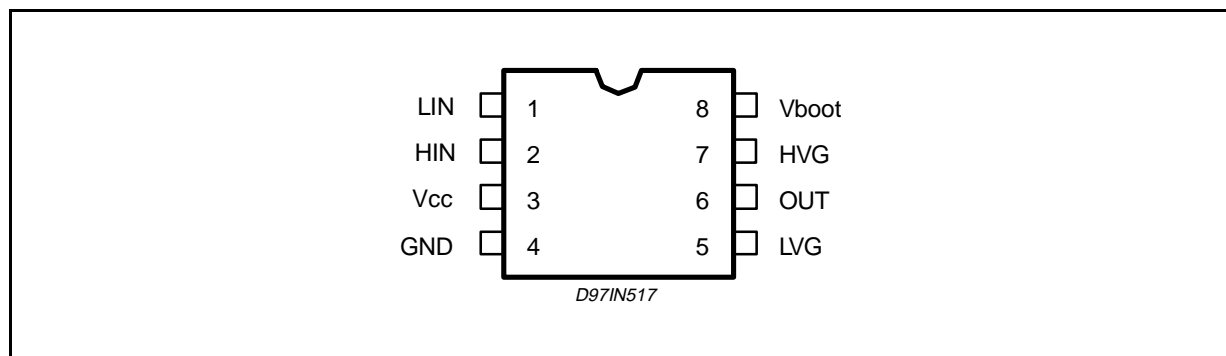 LIN 1 8 Vboot
HIN 2 7 HVG
Vcc 3 6 OUT
GND 4 5 LVG
D97IN517